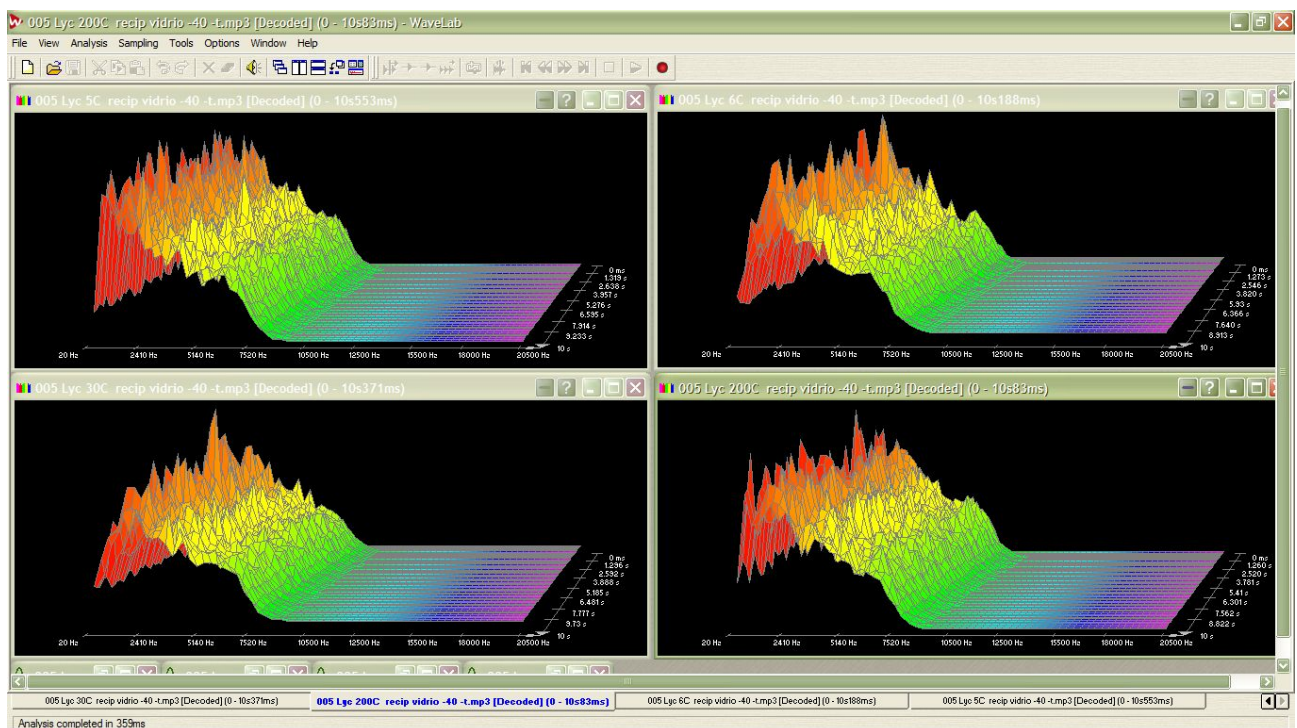 005 Lyc 200C recip vidrio -40 -t.mp3 [Decoded] (0 - 10s83ms) - WaveLab
File View Analysis Sampling Tools Options Window Help
005 Lyc 5C recip vidrio -40 -t.mp3 [Decoded] (0 - 10s553ms)
0 ms
1.319 s
2.638 s
3.957 s
5.276 s
6.595 s
7.914 s
9.233 s
10 s
20 Hz 2410 Hz 5140 Hz 7520 Hz 10500 Hz 12500 Hz 15400 Hz 18000 Hz 20500 Hz
005 Lyc 6C recip vidrio -40 -t.mp3 [Decoded] (0 - 10s188ms)
0 ms
1.273 s
2.546 s
3.820 s
5.93 s
6.366 s
7.640 s
8.913 s
10 s
20 Hz 2410 Hz 5140 Hz 7520 Hz 10500 Hz 12500 Hz 15400 Hz 18000 Hz 20500 Hz
005 Lyc 30C recip vidrio -40 -t.mp3 [Decoded] (0 - 10s371ms)
0 ms
1.296 s
2.592 s
3.888 s
5.185 s
6.481 s
7.777 s
9.73 s
10 s
20 Hz 2410 Hz 5140 Hz 7520 Hz 10500 Hz 12500 Hz 15400 Hz 18000 Hz 20500 Hz
005 Lyc 200C recip vidrio -40 -t.mp3 [Decoded] (0 - 10s83ms)
0 ms
1.260 s
2.520 s
3.781 s
5.41 s
6.301 s
7.562 s
8.822 s
10 s
20 Hz 2410 Hz 5140 Hz 7520 Hz 10500 Hz 12500 Hz 15400 Hz 18000 Hz 20500 Hz
005 Lyc 30C recip vidrio -40 -t.mp3 [Decoded] (0 - 10s371ms) 005 Lyc 200C recip vidrio -40 -t.mp3 [Decoded] (0 - 10s83ms) 005 Lyc 6C recip vidrio -40 -t.mp3 [Decoded] (0 - 10s188ms) 005 Lyc 5C recip vidrio -40 -t.mp3 [Decoded] (0 - 10s553ms)
Analysis completed in 359ms